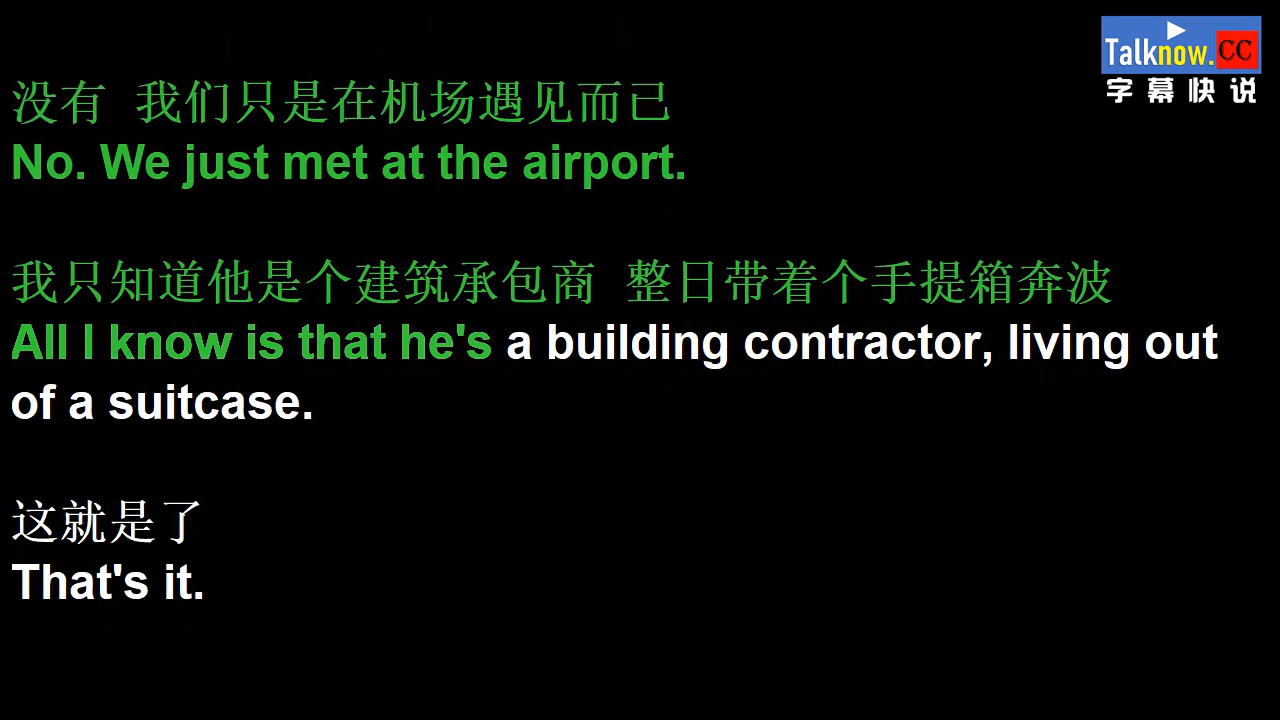 Talknow.CC
字幕快说
没有 我们只是在机场遇见而已
No. We just met at the airport.
我只知道他是个建筑承包商 整日带着个手提箱奔波
All I know is that he's a building contractor, living out
of a suitcase.
这就是了
That's it.